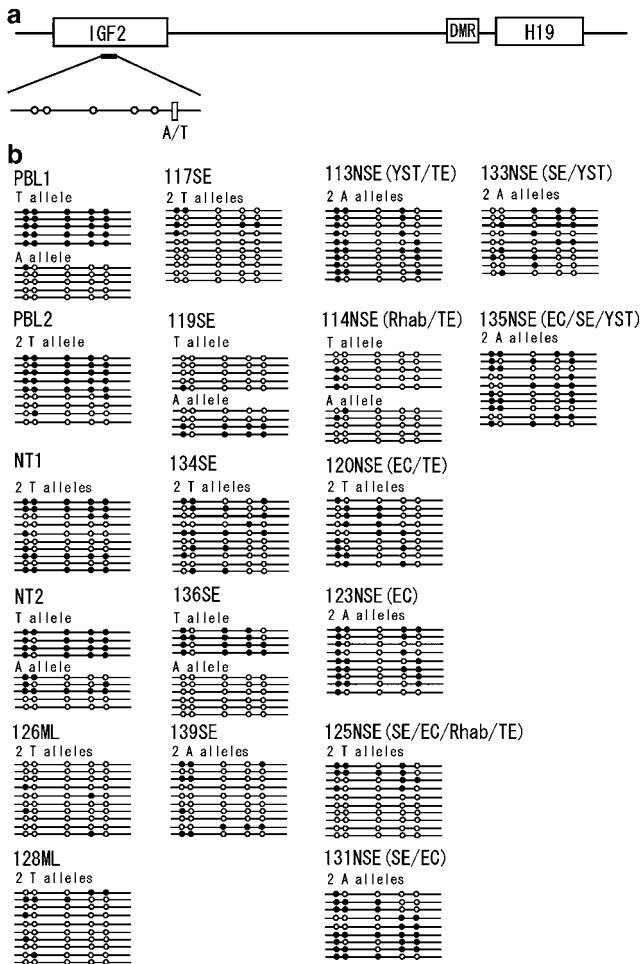 a
IGF2
DMR
H19
A/T
b
PBL1
T allele
A allele
PBL2
2 T allele
NT1
2 T alleles
NT2
T allele
A allele
126ML
2 T alleles
128ML
2 T alleles
117SE
2 T alleles
119SE
T allele
A allele
134SE
2 T alleles
136SE
T allele
A allele
139SE
2 A alleles
113NSE (YST/TE)
2 A alleles
114NSE (Rhab/TE)
T allele
A allele
120NSE (EC/TE)
2 A alleles
123NSE (EC)
2 A alleles
125NSE (SE/EC/Rhab/TE)
2 T alleles
131NSE (SE/EC)
2 A alleles
133NSE (SE/YST)
2 A alleles
135NSE (EC/SE/YST)
2 A alleles